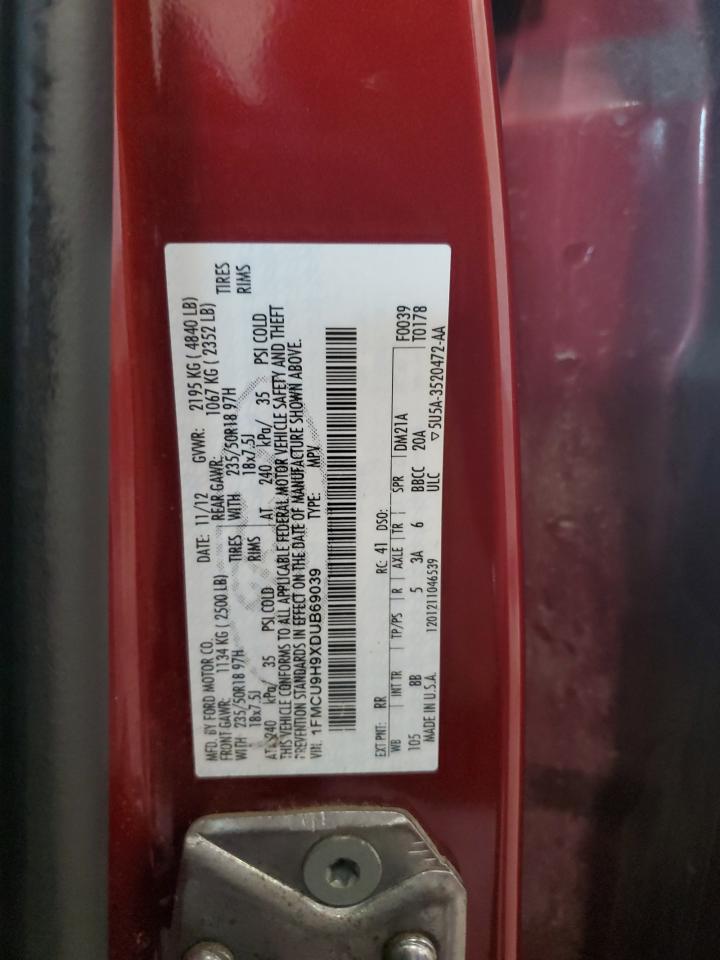 MFD. BY FORD MOTOR CO.
DATE: 11/12
GVWR: 2195 KG ( 4840 LB)
FRONT GAWR: 1134 KG ( 2500 LB)
REAR GAWR: 1067 KG ( 2352 LB)
WITH 235/50R18 97H TIRES WITH 235/50R18 97H TIRES
18x7.5J RIMS 18x7.5J RIMS
AT 240 kPa/ 35 PSI COLD AT 240 kPa/ 35 PSI COLD
THIS VEHICLE CONFORMS TO ALL APPLICABLE FEDERAL MOTOR VEHICLE SAFETY AND THEFT
PREVENTION STANDARDS IN EFFECT ON THE DATE OF MANUFACTURE SHOWN ABOVE.
VIN: 1FMCU9H9XDUB69039 TYPE: MPV
EXT PNT: RR RC: 41 DSO: F0039
WB INT TR TP/PS R AXLE TR SPR DM21A T0178
105 8B 5 3A 6 BBCC 20A
MADE IN U.S.A. 1201211046539 ULC ▽5U5A-3520472-AA